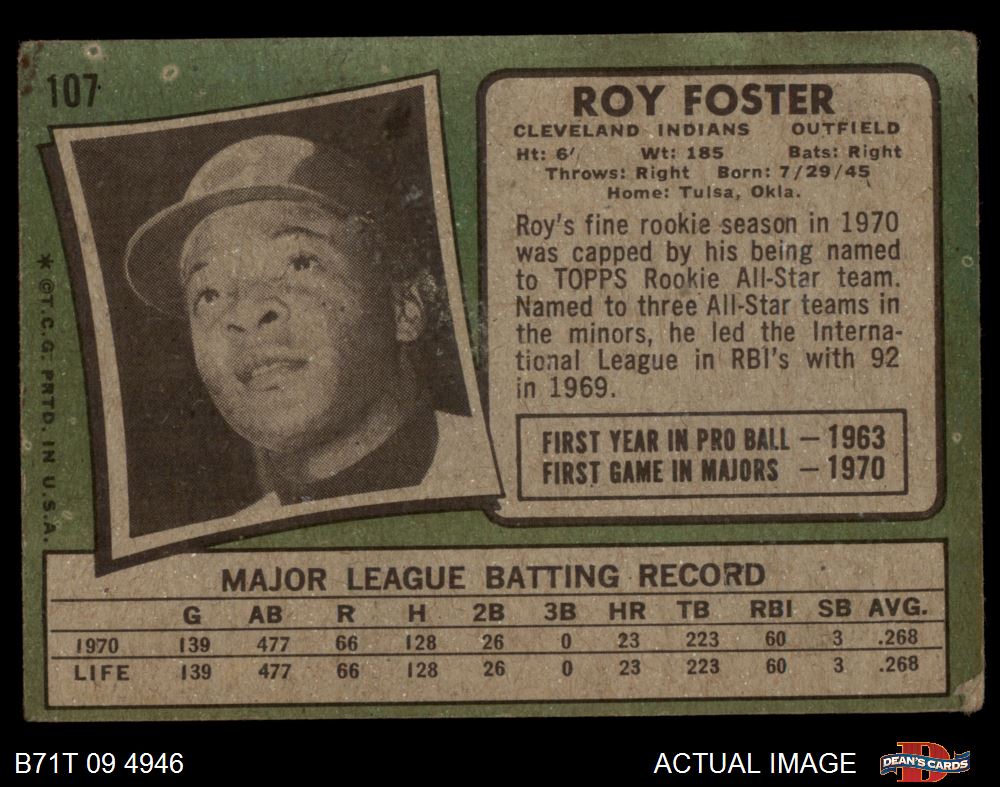 107
ROY FOSTER
CLEVELAND INDIANS OUTFIELD
Ht: 6' Wt: 185 Bats: Right
Throws: Right Born: 7/29/45
Home: Tulsa, Okla.
Roy's fine rookie season in 1970
was capped by his being named
to TOPPS Rookie All-Star team.
Named to three All-Star teams in
the minors, he led the Interna-
tional League in RBI's with 92
in 1969.
FIRST YEAR IN PRO BALL — 1963
FIRST GAME IN MAJORS — 1970
* ©T.C.G. PRTD. IN U.S.A.
MAJOR LEAGUE BATTING RECORD
G AB R H 2B 3B HR TB RBI SB AVG.
1970 139 477 66 128 26 0 23 223 60 3 .268
LIFE 139 477 66 128 26 0 23 223 60 3 .268
B71T 09 4946 ACTUAL IMAGE D DEAN'S CARDS